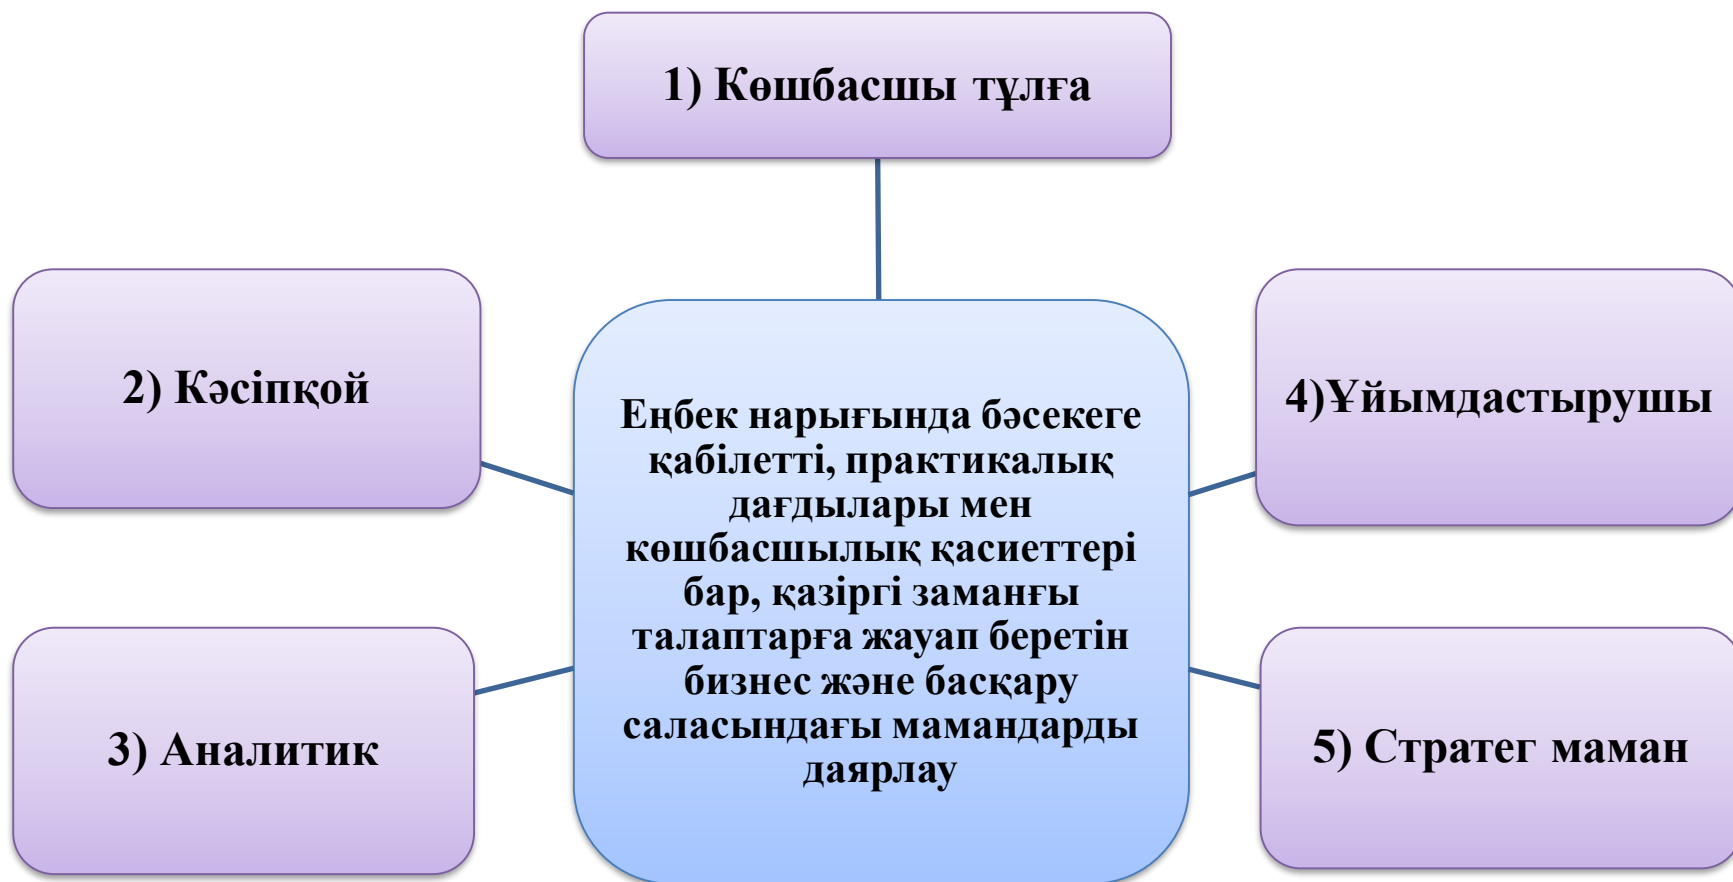 1) Көшбасшы тұлға
2) Кәсіпқой
3) Аналитик
Еңбек нарығында бәсекеге
қабілетті, практикалық
дағдылары мен
көшбасшылық қасиеттері
бар, қазіргі заманғы
талаптарға жауап беретін
бизнес және басқару
саласындағы мамандарды
даярлау
4)Ұйымдастырушы
5) Стратег маман